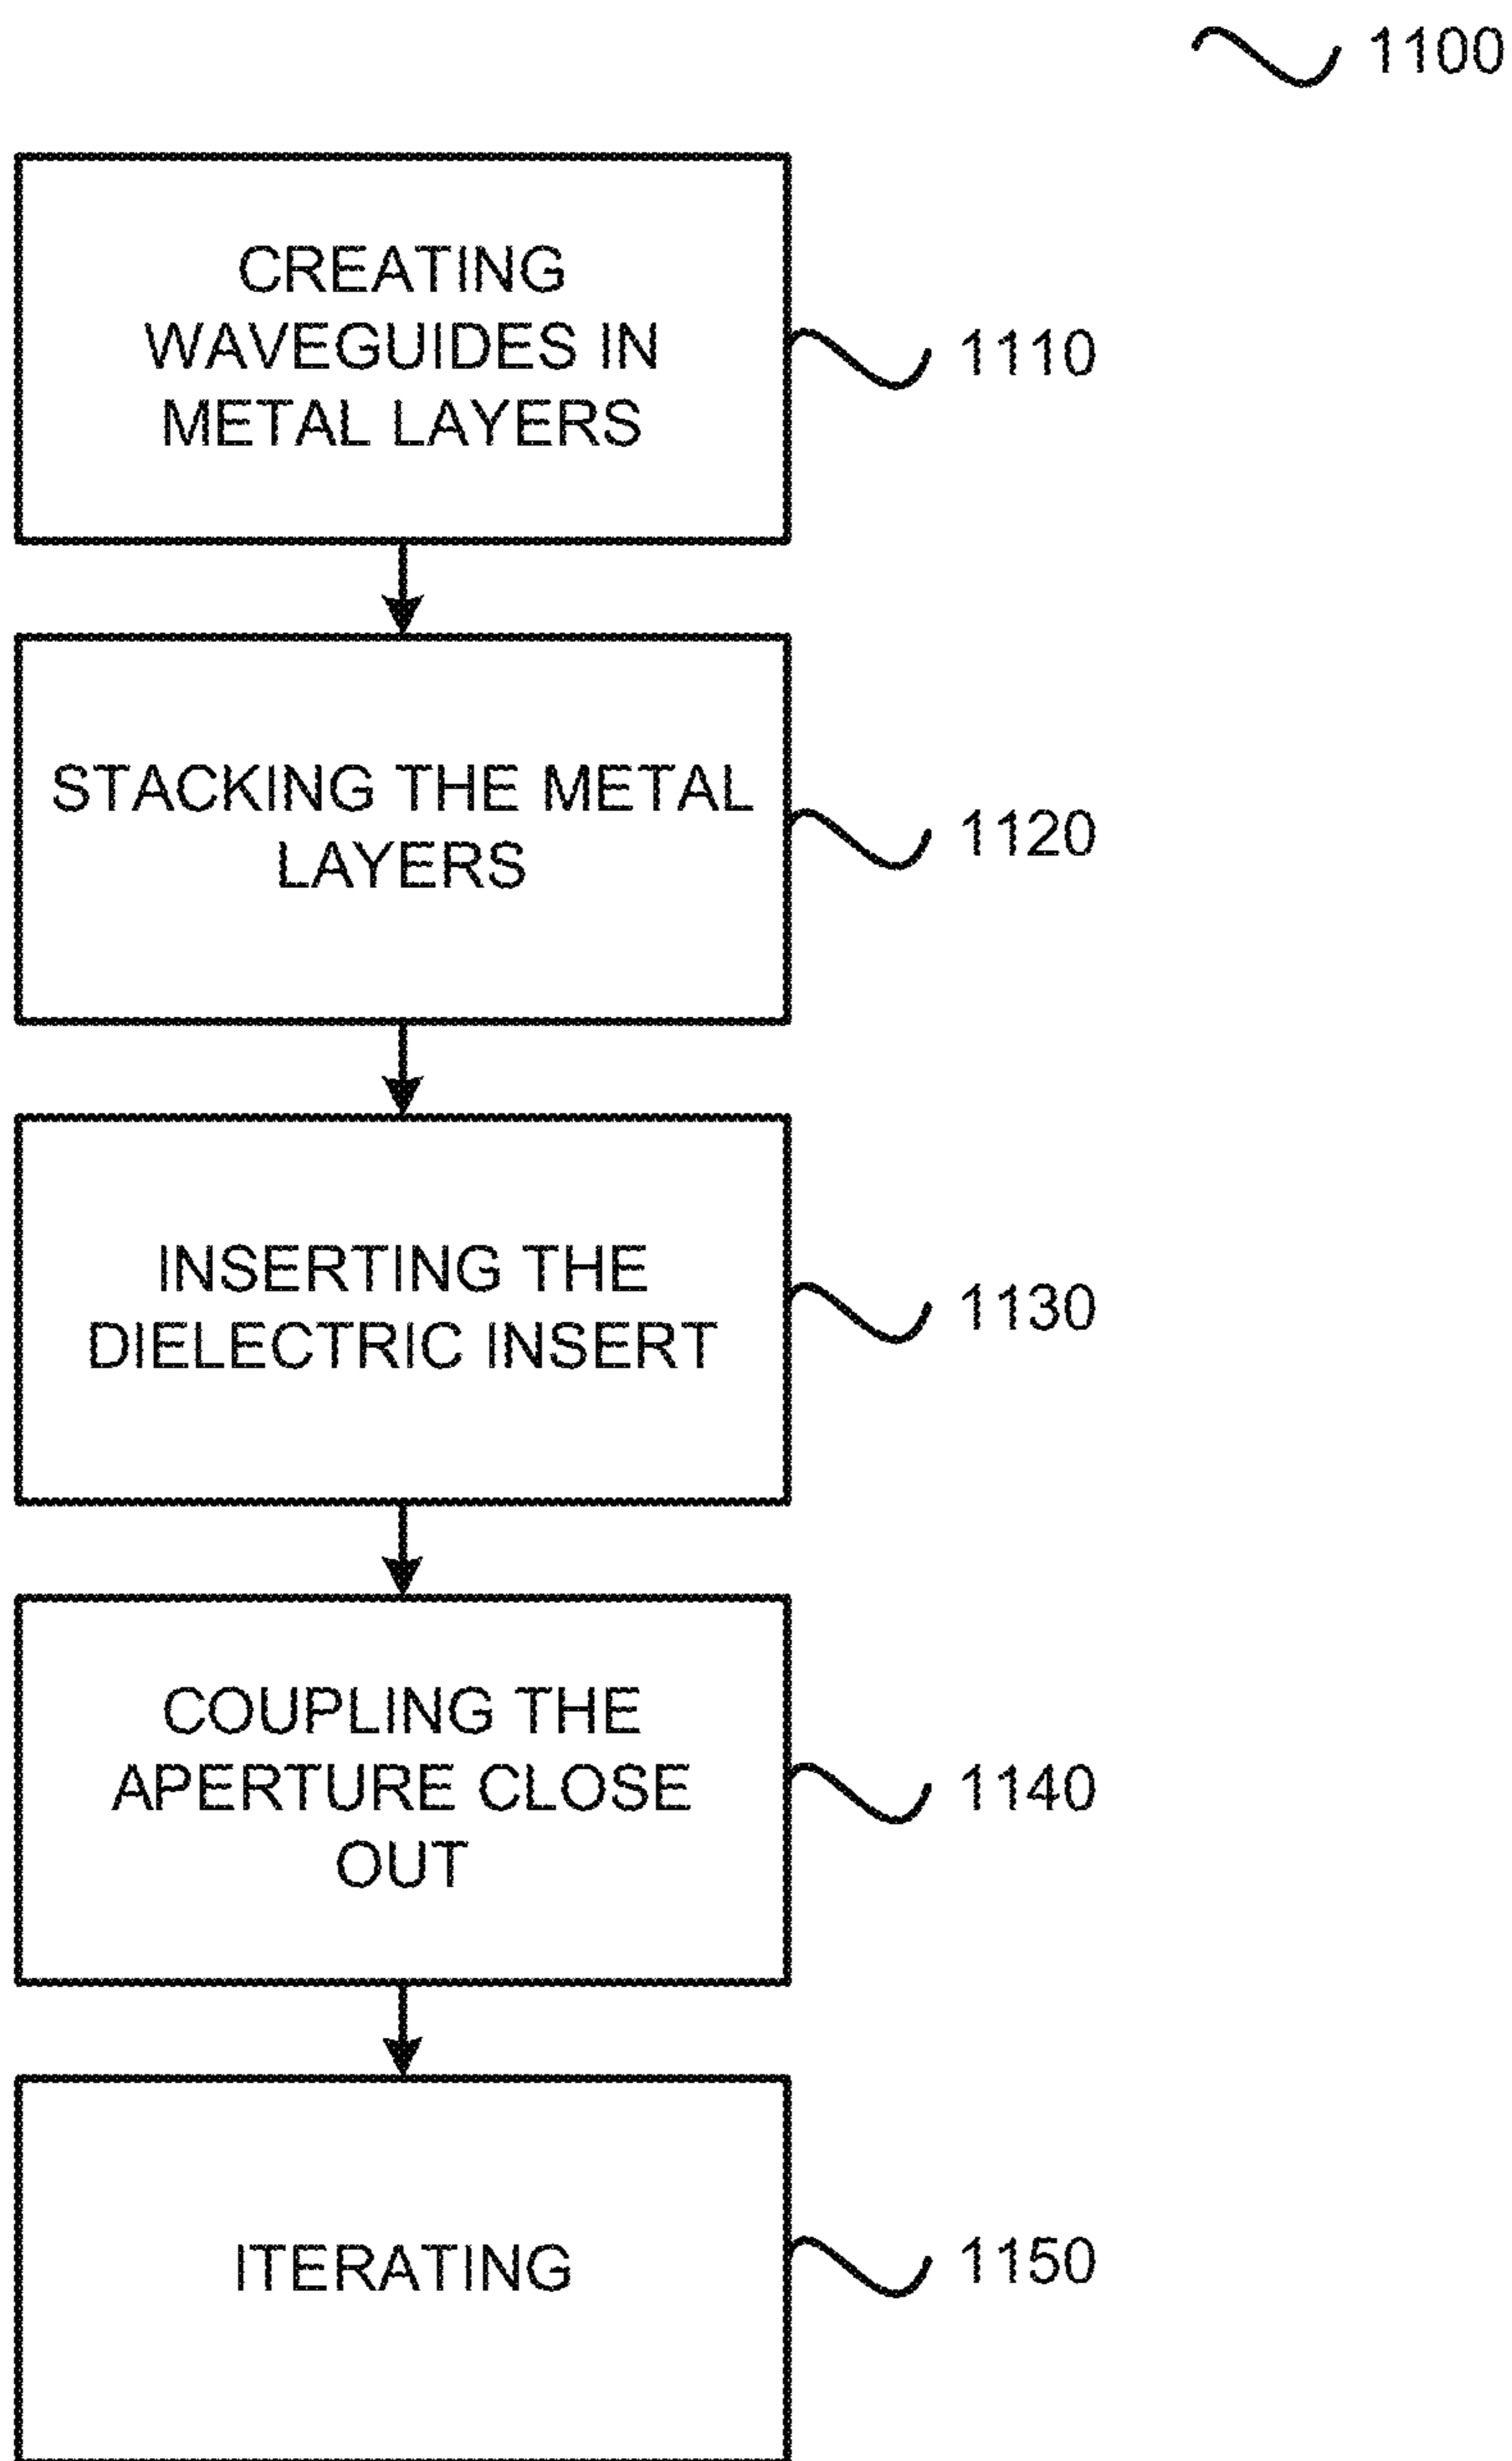 1100
CREATING
WAVEGUIDES IN
METAL LAYERS
1110
STACKING THE METAL
LAYERS
1120
INSERTING THE
DIELECTRIC INSERT
1130
COUPLING THE
APERTURE CLOSE
OUT
1140
ITERATING
1150